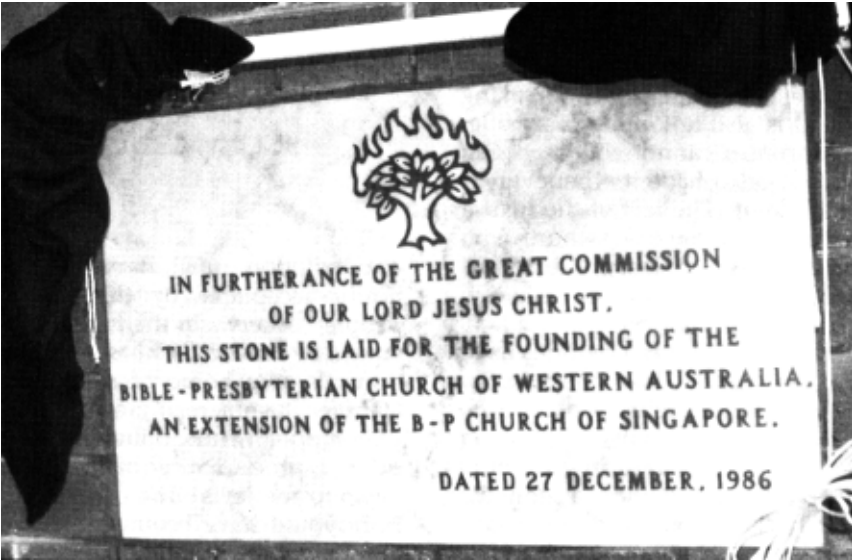 IN FURTHERANCE OF THE GREAT COMMISSION
OF OUR LORD JESUS CHRIST.
THIS STONE IS LAID FOR THE FOUNDING OF THE
BIBLE-PRESBYTERIAN CHURCH OF WESTERN AUSTRALIA.
AN EXTENSION OF THE B-P CHURCH OF SINGAPORE.
DATED 27 DECEMBER, 1986